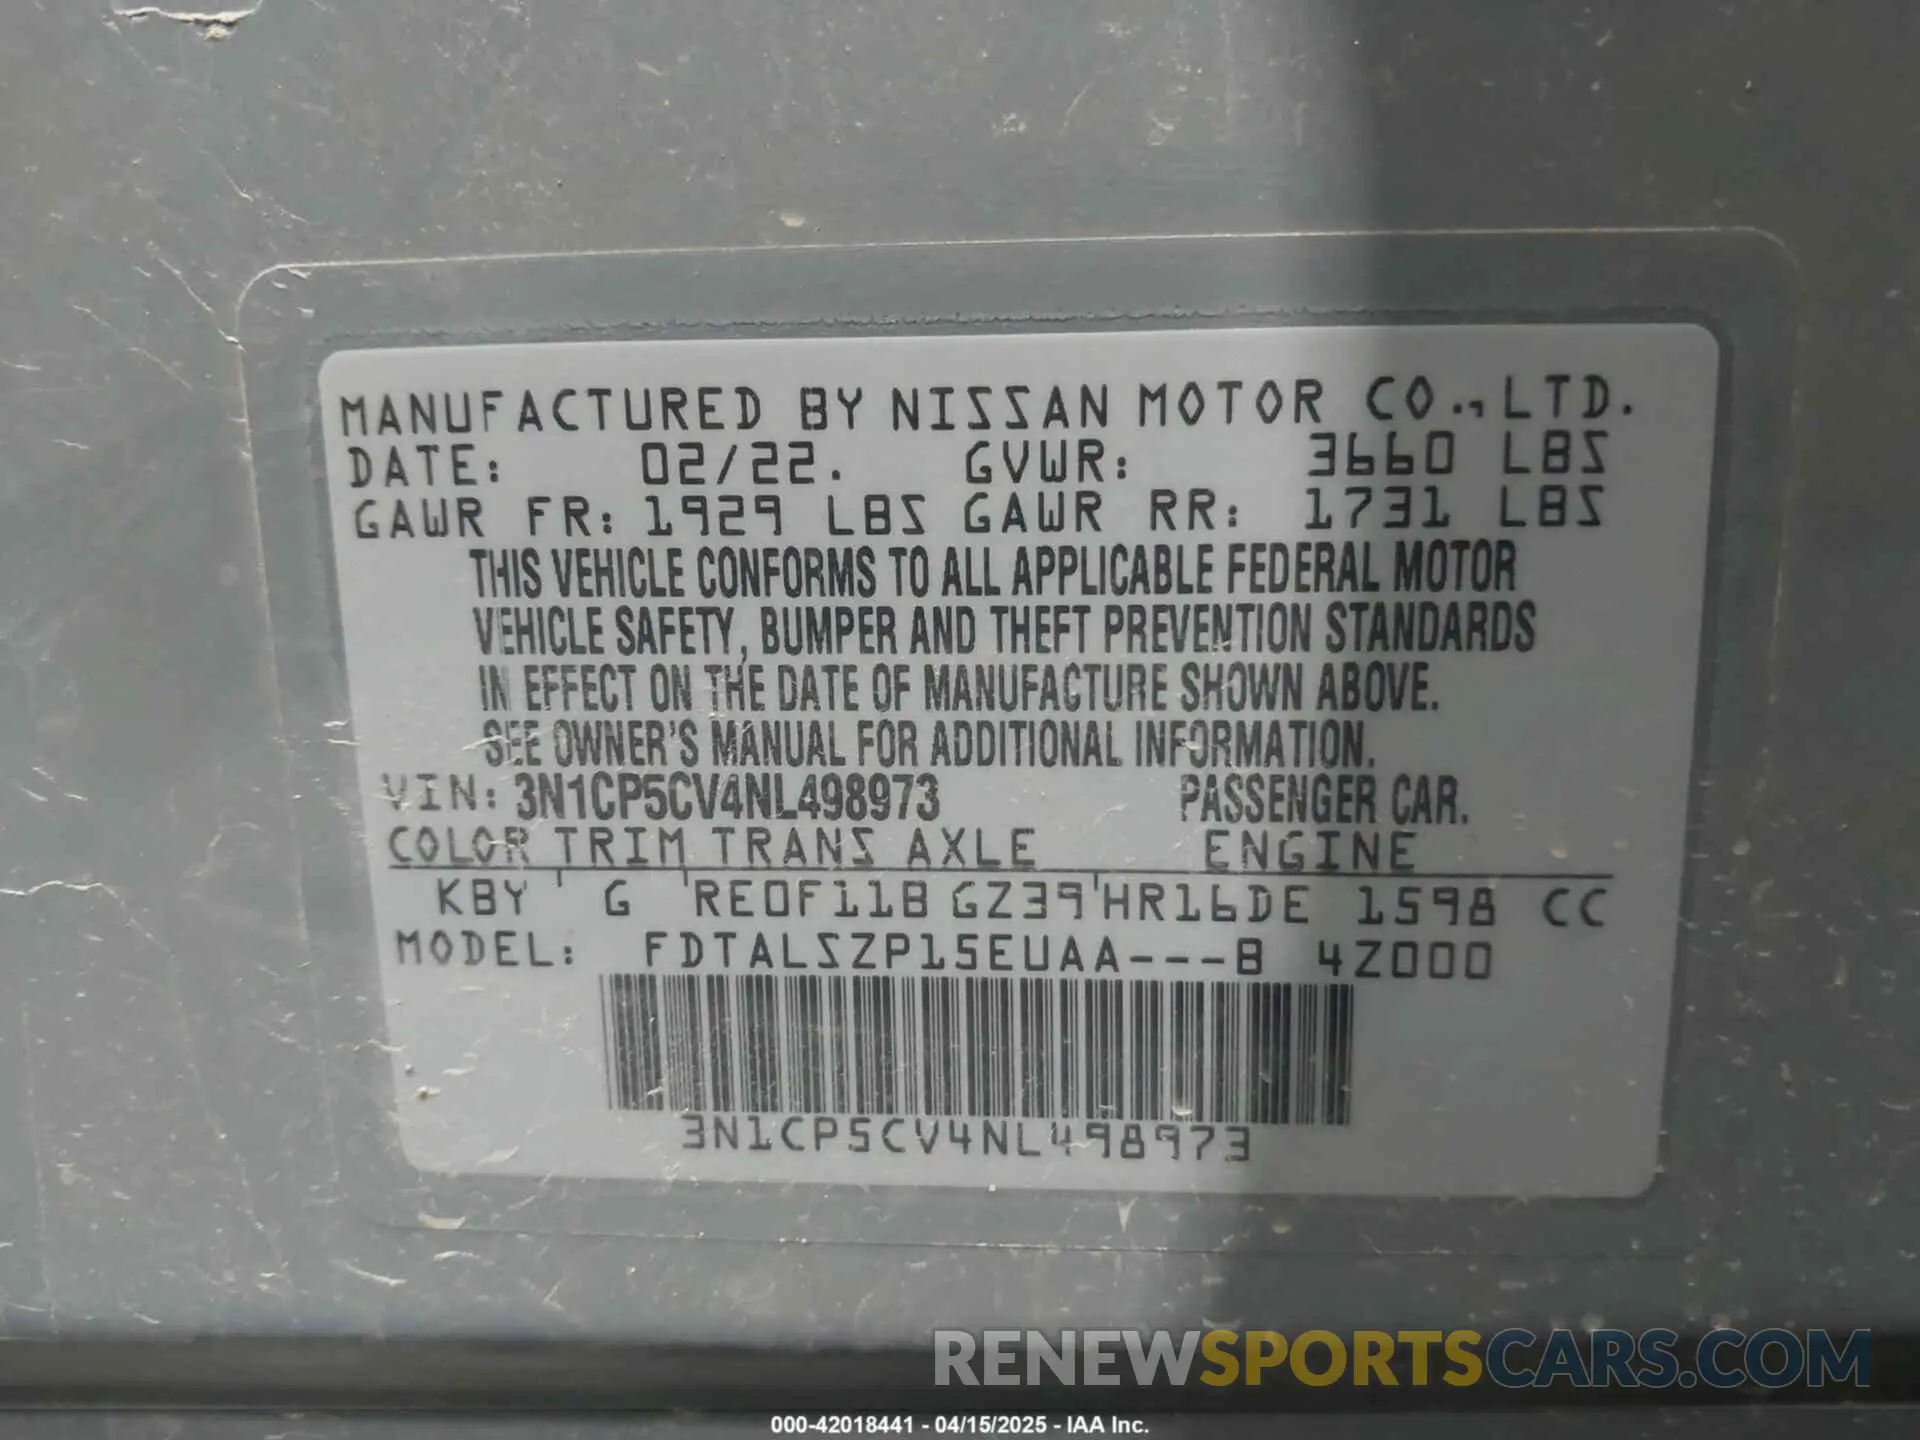 MANUFACTURED BY NISSAN MOTOR CO., LTD.
DATE: 02/22. GVWR: 3660 LBS
GAWR FR: 1929 LBS GAWR RR: 1731 LBS
THIS VEHICLE CONFORMS TO ALL APPLICABLE FEDERAL MOTOR
VEHICLE SAFETY, BUMPER AND THEFT PREVENTION STANDARDS
IN EFFECT ON THE DATE OF MANUFACTURE SHOWN ABOVE.
SEE OWNER'S MANUAL FOR ADDITIONAL INFORMATION.
VIN: 3N1CP5CV4NL498973 PASSENGER CAR.
COLOR TRIM TRANS AXLE ENGINE
KBY G RE0F11B GZ39 HR16DE 1598 CC
MODEL: FDTALSZP15EUAA---B 4Z000
3N1CP5CV4NL498973
RENEWSPORTSCARS.COM
000-42018441 - 04/15/2025 - IAA Inc.